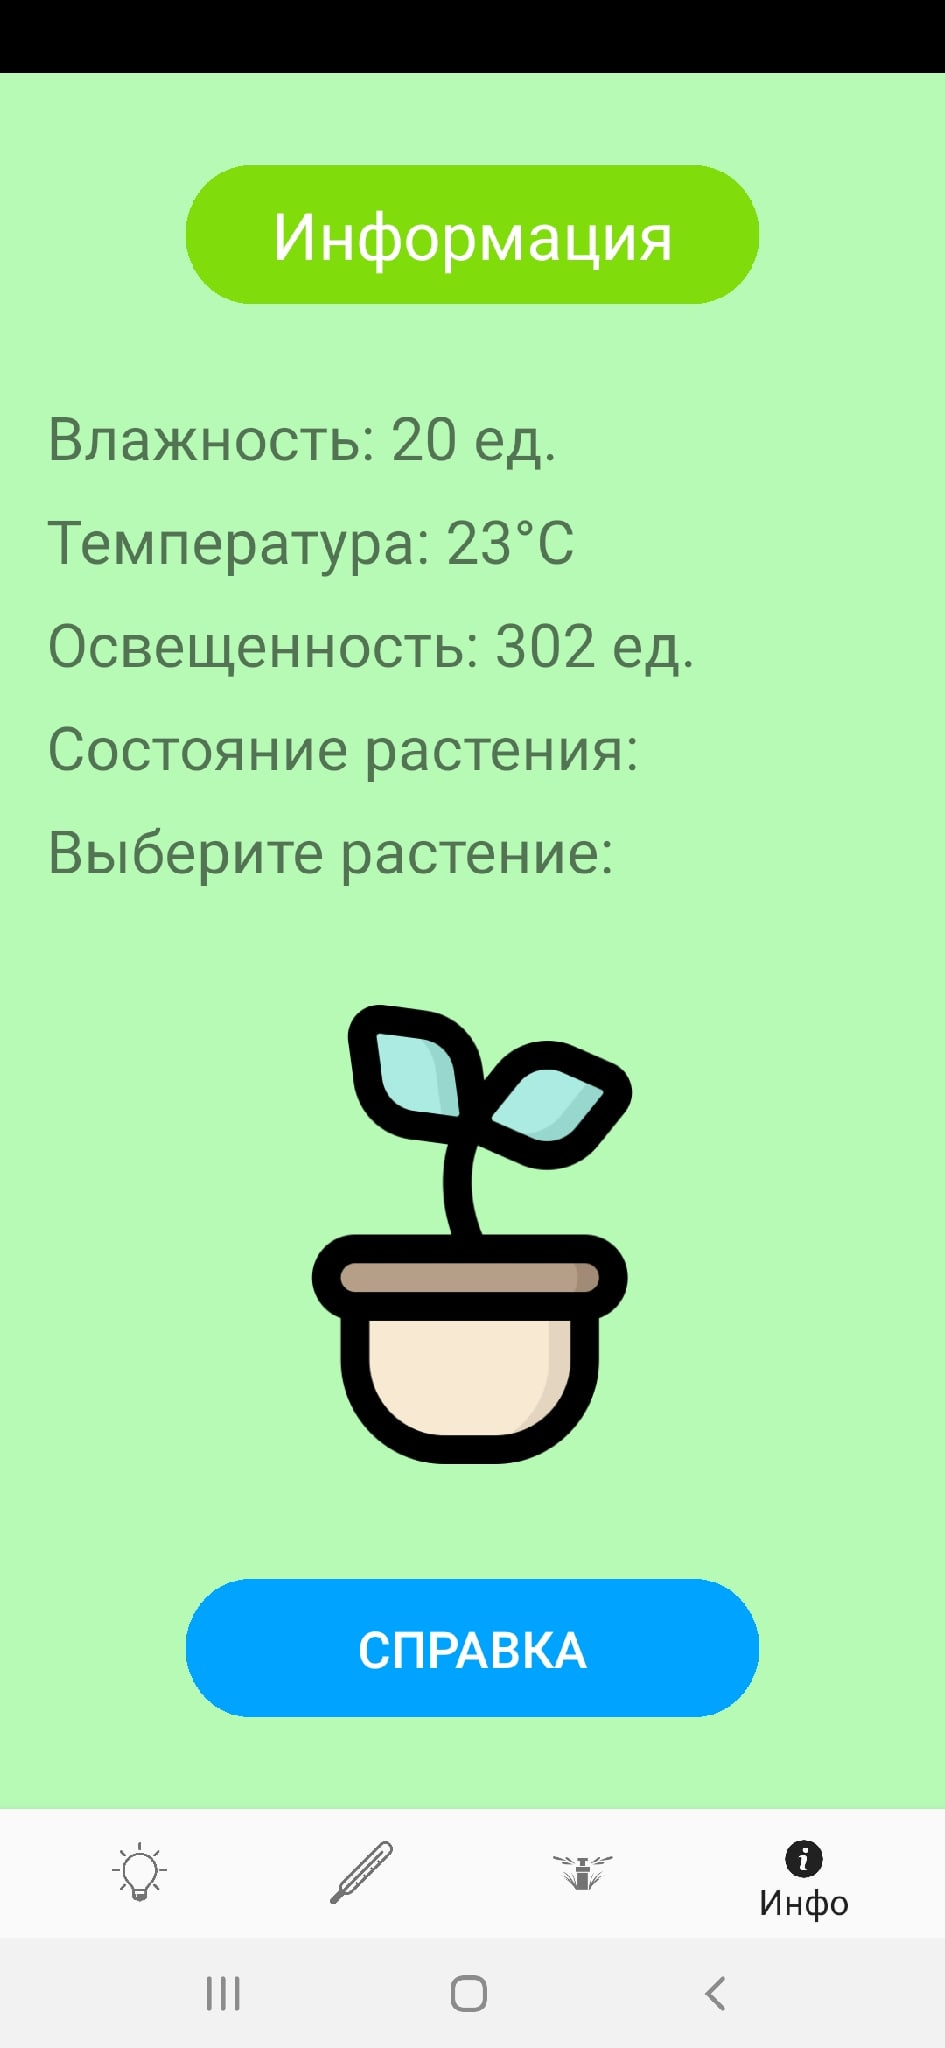 Информация
Влажность: 20 ед.
Температура: 23°C
Освещенность: 302 ед.
Состояние растения:
Выберите растение:
СПРАВКА
Инфо